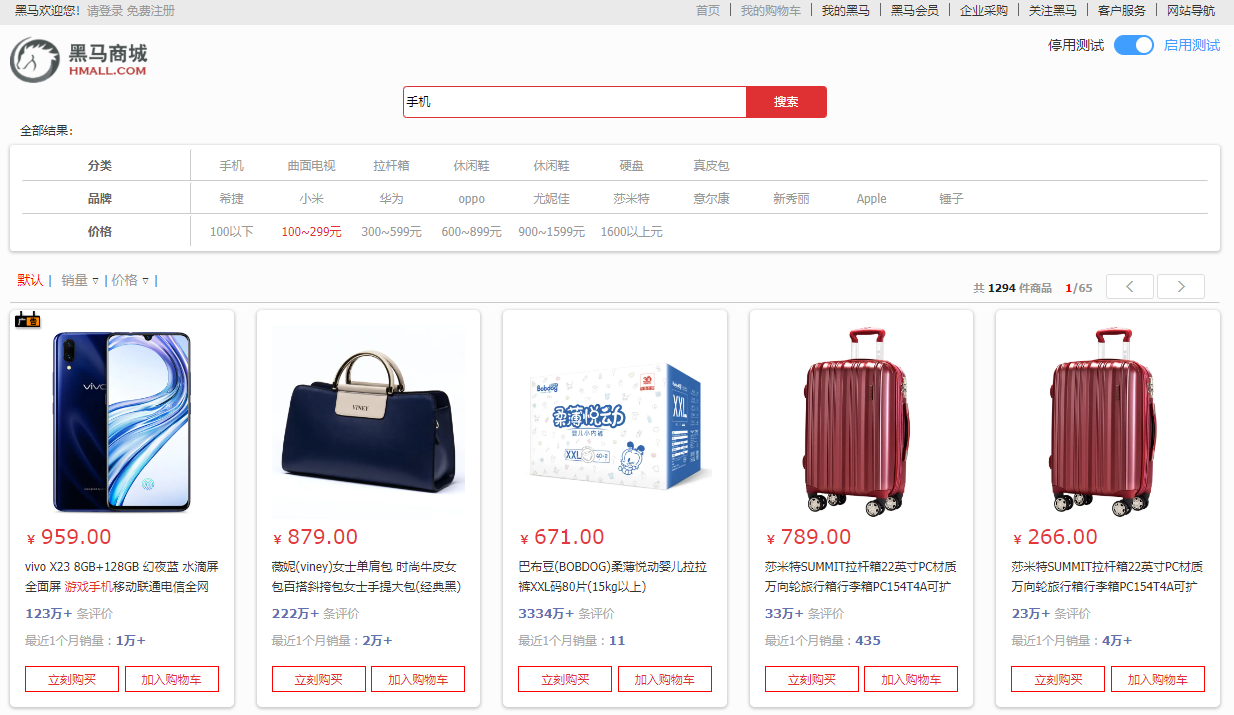 黑马欢迎您! 请登录 免费注册 首页 我的购物车 我的黑马 黑马会员 企业采购 关注黑马 客户服务 网站导航
停用测试 启用测试
黑马商城
HMALL.COM
手机 搜索
全部结果:
分类 手机 曲面电视 拉杆箱 休闲鞋 休闲鞋 硬盘 真皮包
品牌 希捷 小米 华为 oppo 尤妮佳 莎米特 意尔康 新秀丽 Apple 锤子
价格 100以下 100~299元 300~599元 600~899元 900~1599元 1600以上元
默认 | 销量 ▿ | 价格 ▿ |
共 1294 件商品 1/65 < >
广告
vivo
VINEY
Bobdog
柔薄悦动
婴儿小内裤
XXL
XXL
¥ 959.00 ¥ 879.00 ¥ 671.00 ¥ 789.00 ¥ 266.00
vivo X23 8GB+128GB 幻夜蓝 水滴屏 薇妮(viney)女士单肩包 时尚牛皮女 巴布豆(BOBDOG)柔薄悦动婴儿拉拉 莎米特SUMMIT拉杆箱22英寸PC材质 莎米特SUMMIT拉杆箱22英寸PC材质
全面屏 游戏手机移动联通电信全网 包百搭斜挎包女士手提大包(经典黑) 裤XXL码80片(15kg以上) 万向轮旅行箱行李箱PC154T4A可扩 万向轮旅行箱行李箱PC154T4A可扩
123万+ 条评价 222万+ 条评价 3334万+ 条评价 33万+ 条评价 23万+ 条评价
最近1个月销量：1万+ 最近1个月销量：2万+ 最近1个月销量：11 最近1个月销量：435 最近1个月销量：4万+
立刻购买 加入购物车 立刻购买 加入购物车 立刻购买 加入购物车 立刻购买 加入购物车 立刻购买 加入购物车